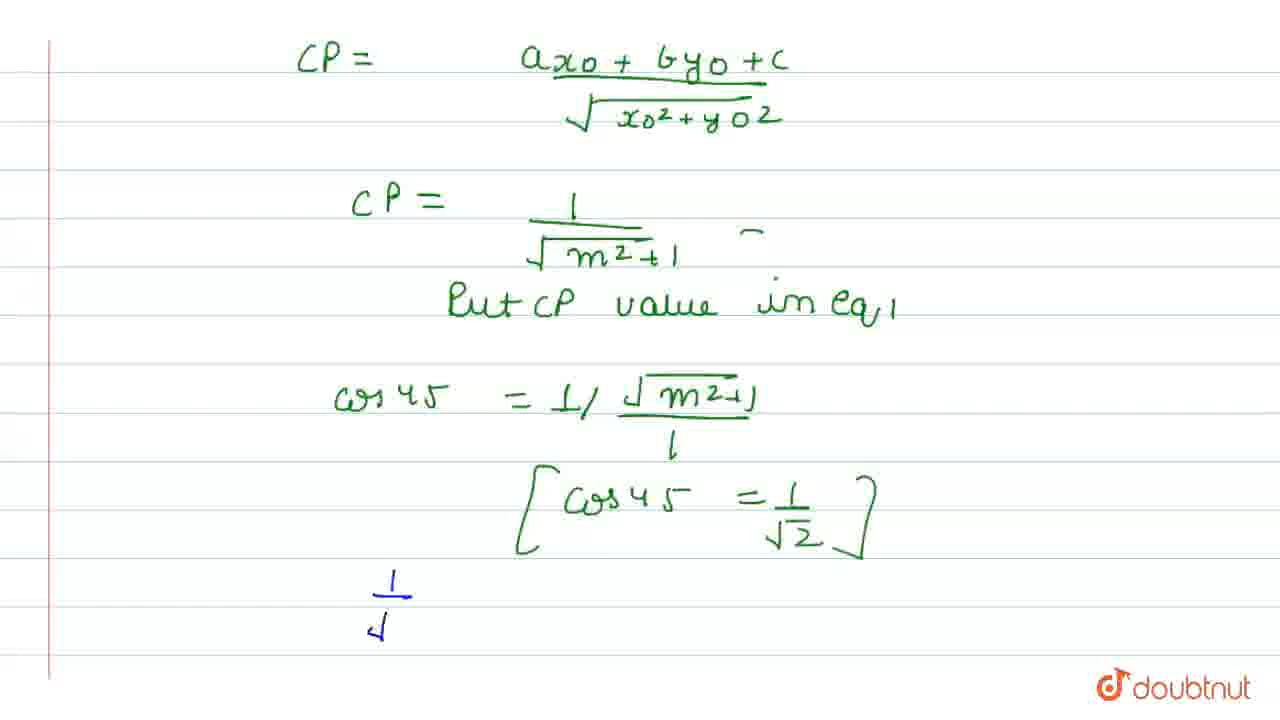 CP = ax0 + by0 + c / √x0² + y0²
CP = 1 / √m² + 1
Put CP value in eq,1
cos 45 = 1/ √m²+1 / 1
[cos 45 = 1/√2]
1/√
doubtnut